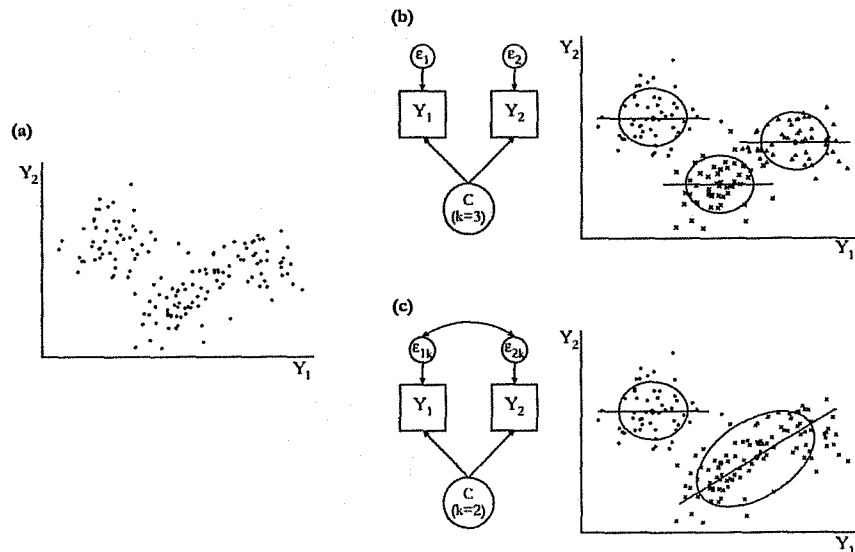 (a)
Y₂
Y₁
(b)
ε₁
ε₂
Y₁
Y₂
C
(k=3)
Y₂
Y₁
(c)
ε₁ₖ
ε₂ₖ
Y₁
Y₂
C
(k=2)
Y₂
Y₁